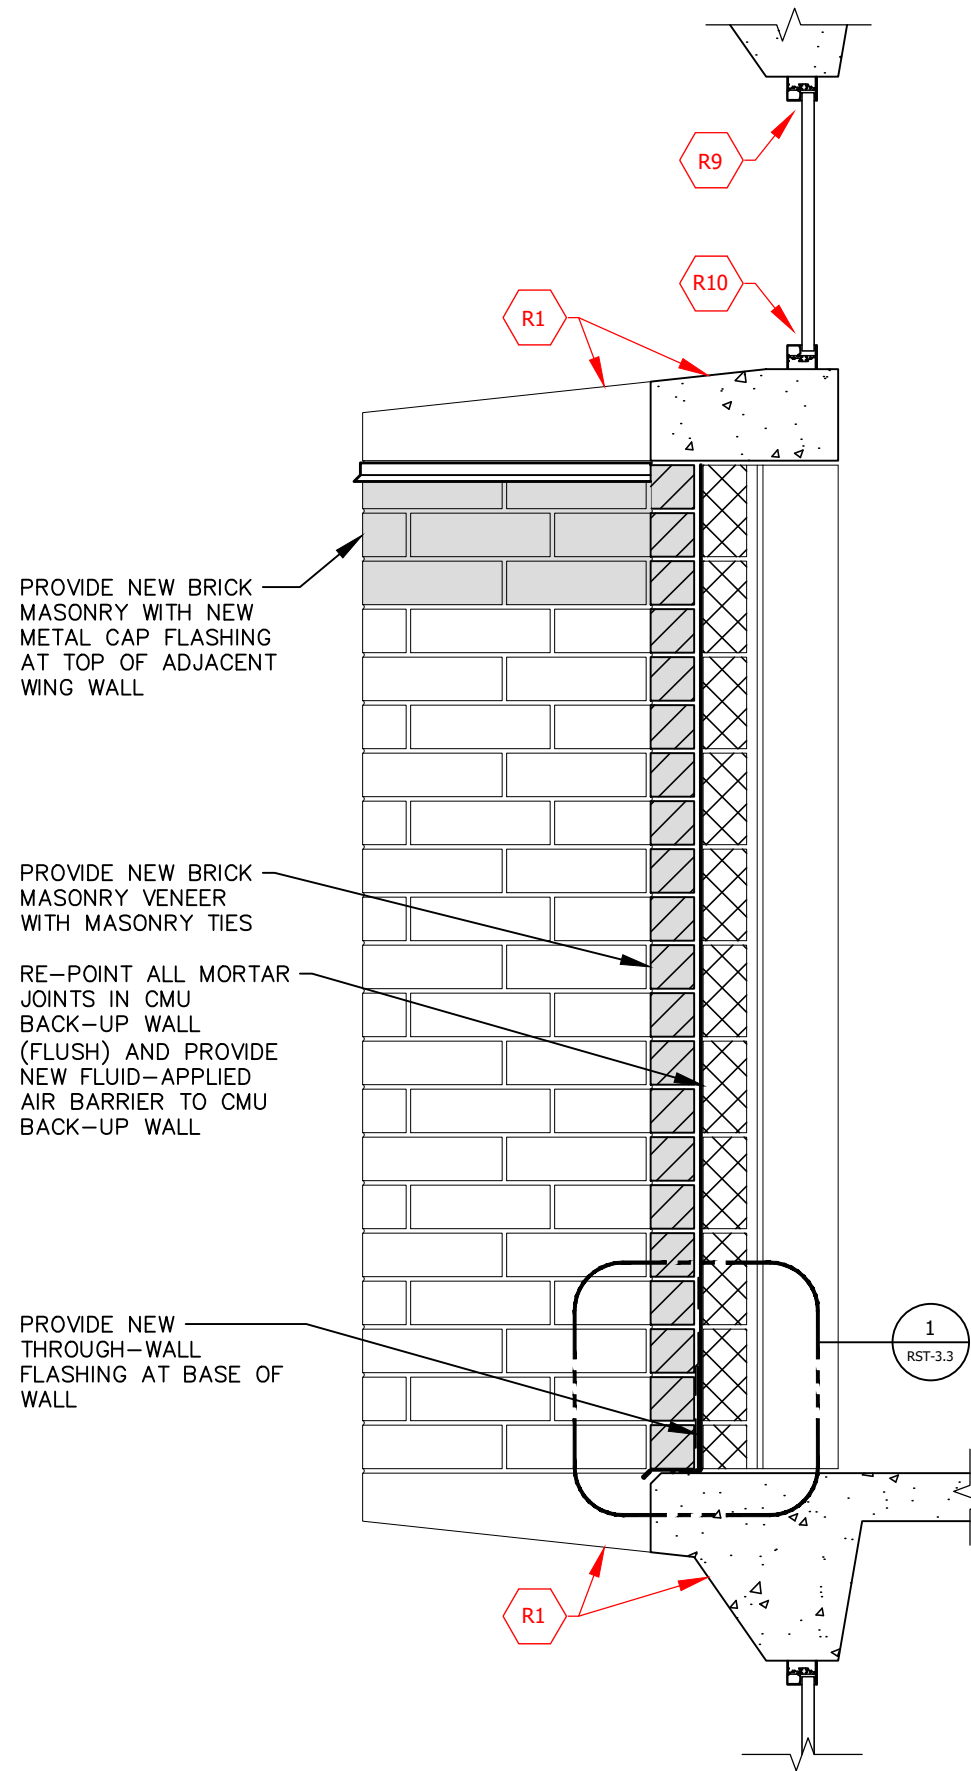 R9
R10
R1
PROVIDE NEW BRICK
MASONRY WITH NEW
METAL CAP FLASHING
AT TOP OF ADJACENT
WING WALL
PROVIDE NEW BRICK
MASONRY VENEER
WITH MASONRY TIES
RE-POINT ALL MORTAR
JOINTS IN CMU
BACK-UP WALL
(FLUSH) AND PROVIDE
NEW FLUID-APPLIED
AIR BARRIER TO CMU
BACK-UP WALL
PROVIDE NEW
THROUGH-WALL
FLASHING AT BASE OF
WALL
1
RST-3.3
R1